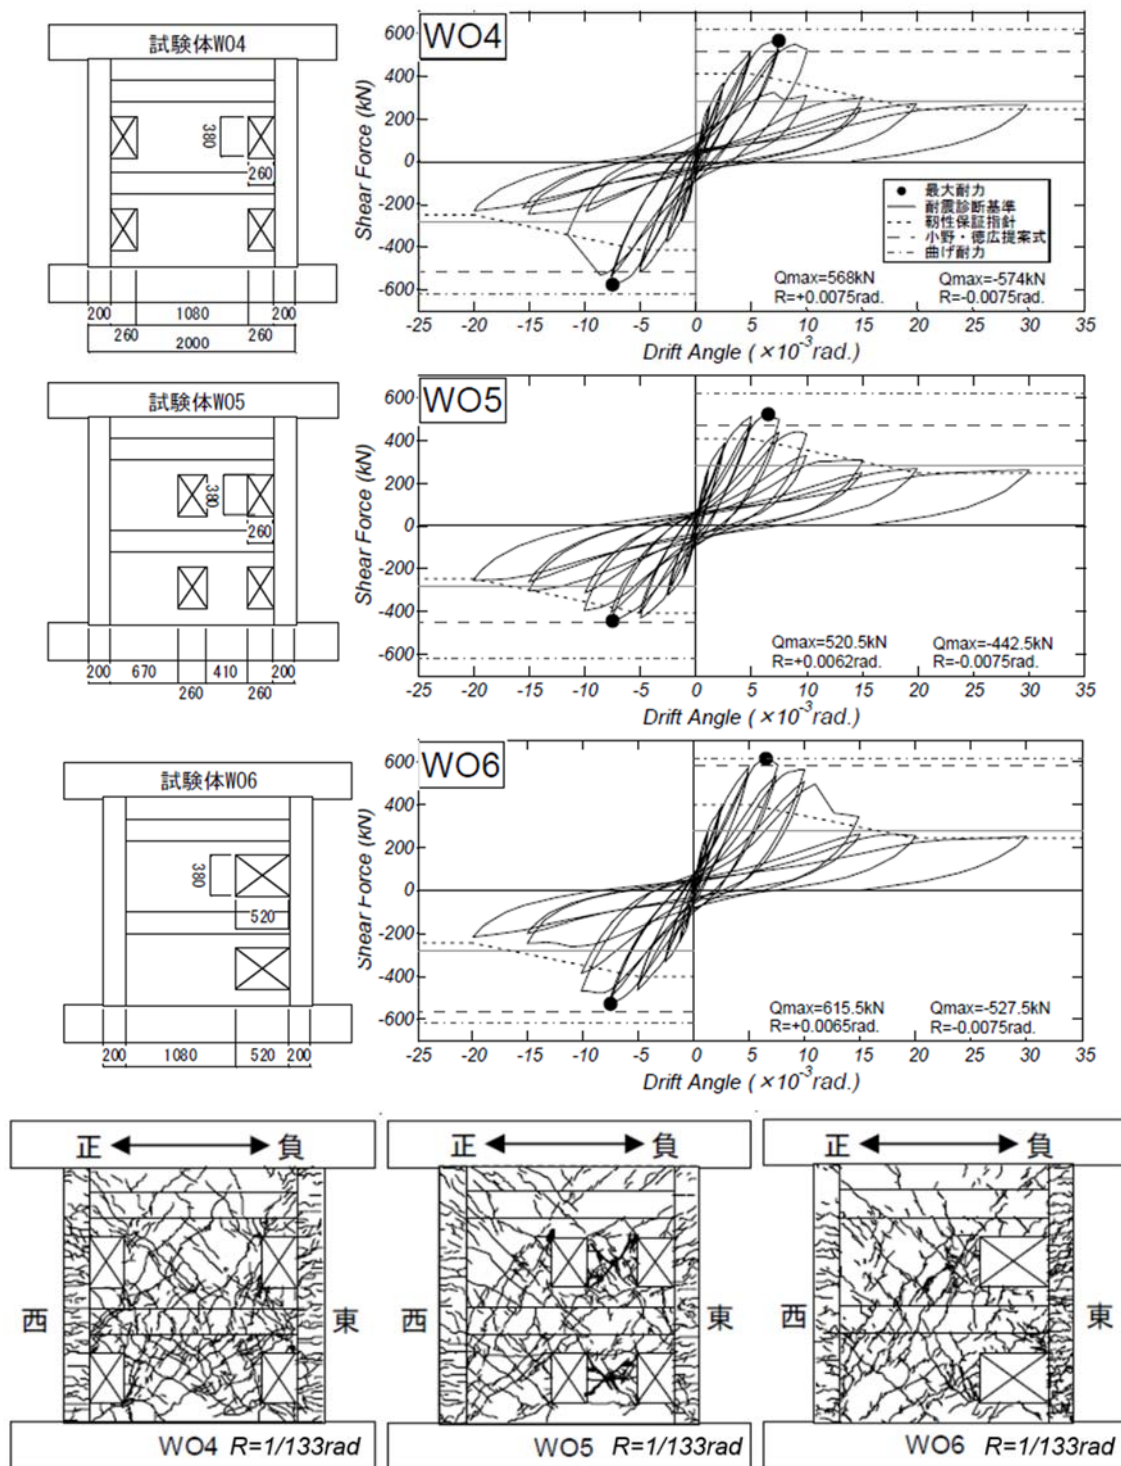 試験体WO4
380
260
200
1080
200
260
260
2000
WO4
Shear Force (kN)
600
400
200
0
-200
-400
-600
最大耐力
耐震診断基準
靭性保証指針
小野・徳広提案式
曲げ耐力
Qmax=568kN
Qmax=-574kN
R=+0.0075rad.
R=-0.0075rad.
-25 -20 -15 -10 -5 0 5 10 15 20 25 30 35
Drift Angle (×10⁻³rad.)
試験体WO5
380
260
200
670
410
200
260
260
WO5
Shear Force (kN)
600
400
200
0
-200
-400
-600
Qmax=520.5kN
Qmax=-442.5kN
R=+0.0062rad.
R=-0.0075rad.
-25 -20 -15 -10 -5 0 5 10 15 20 25 30 35
Drift Angle (×10⁻³rad.)
試験体WO6
380
520
200
1080
520
200
WO6
Shear Force (kN)
600
400
200
0
-200
-400
-600
Qmax=615.5kN
Qmax=-527.5kN
R=+0.0065rad.
R=-0.0075rad.
-25 -20 -15 -10 -5 0 5 10 15 20 25 30 35
Drift Angle (×10⁻³rad.)
正 負
西
東
WO4 R=1/133rad
正 負
西
東
WO5 R=1/133rad
正 負
西
東
WO6 R=1/133rad